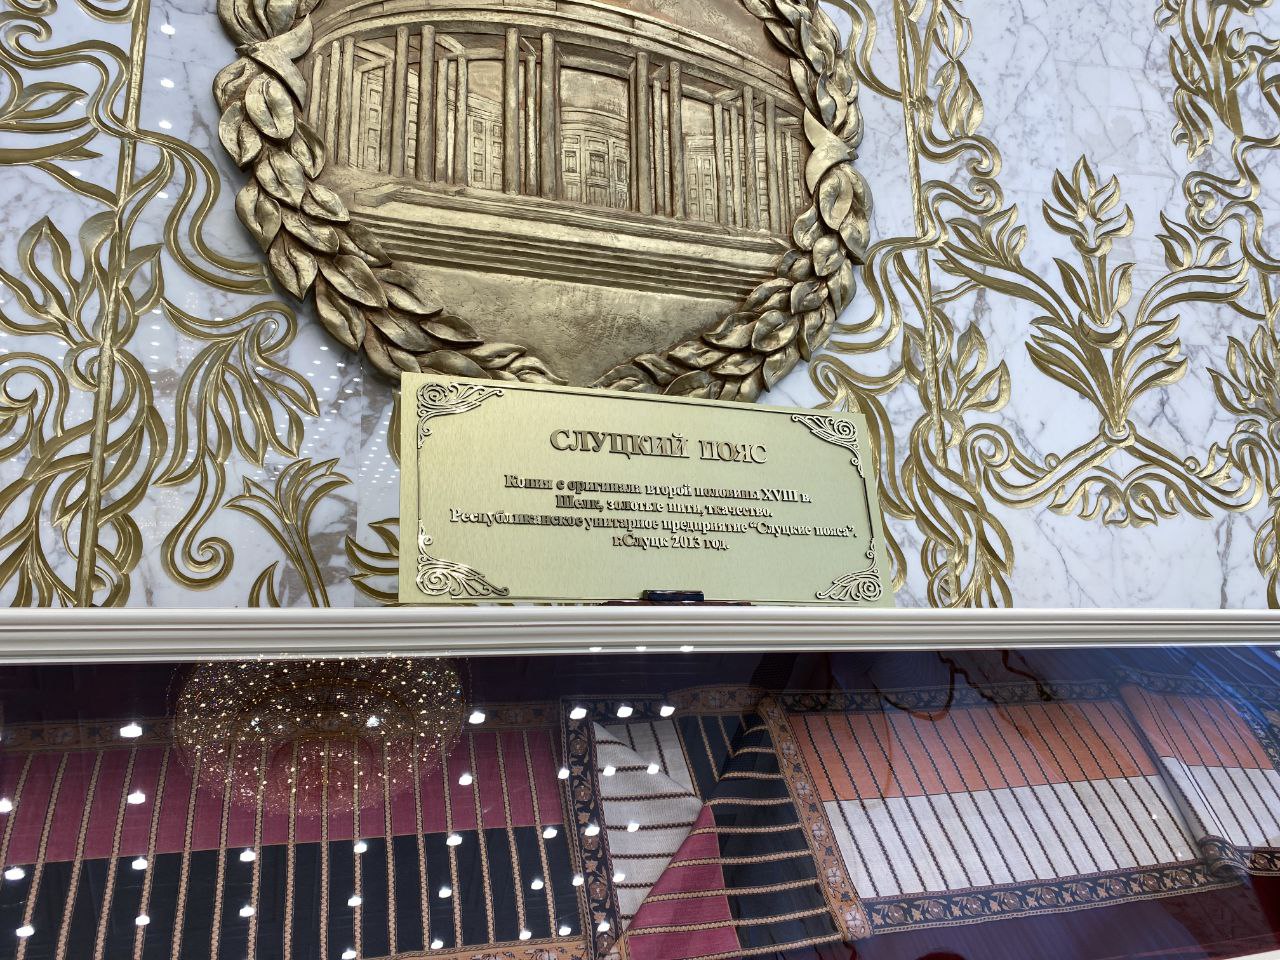 СЛУЦКИЙ ПОЯС
Копия с оригинала второй половины XVIII в.
Шелк, золотые нити, ткачество.
Республиканское унитарное предприятие “Слуцкие пояса”.
г.Слуцк 2013 год.